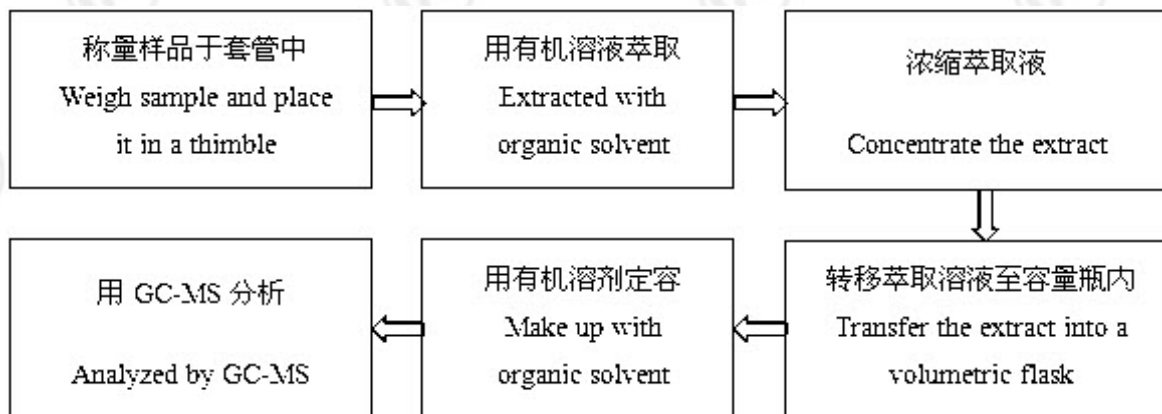 称量样品于套管中
Weigh sample and place
it in a thimble
用有机溶液萃取
Extracted with
organic solvent
浓缩萃取液
Concentrate the extract
转移萃取溶液至容量瓶内
Transfer the extract into a
volumetric flask
用有机溶剂定容
Make up with
organic solvent
用 GC-MS 分析
Analyzed by GC-MS